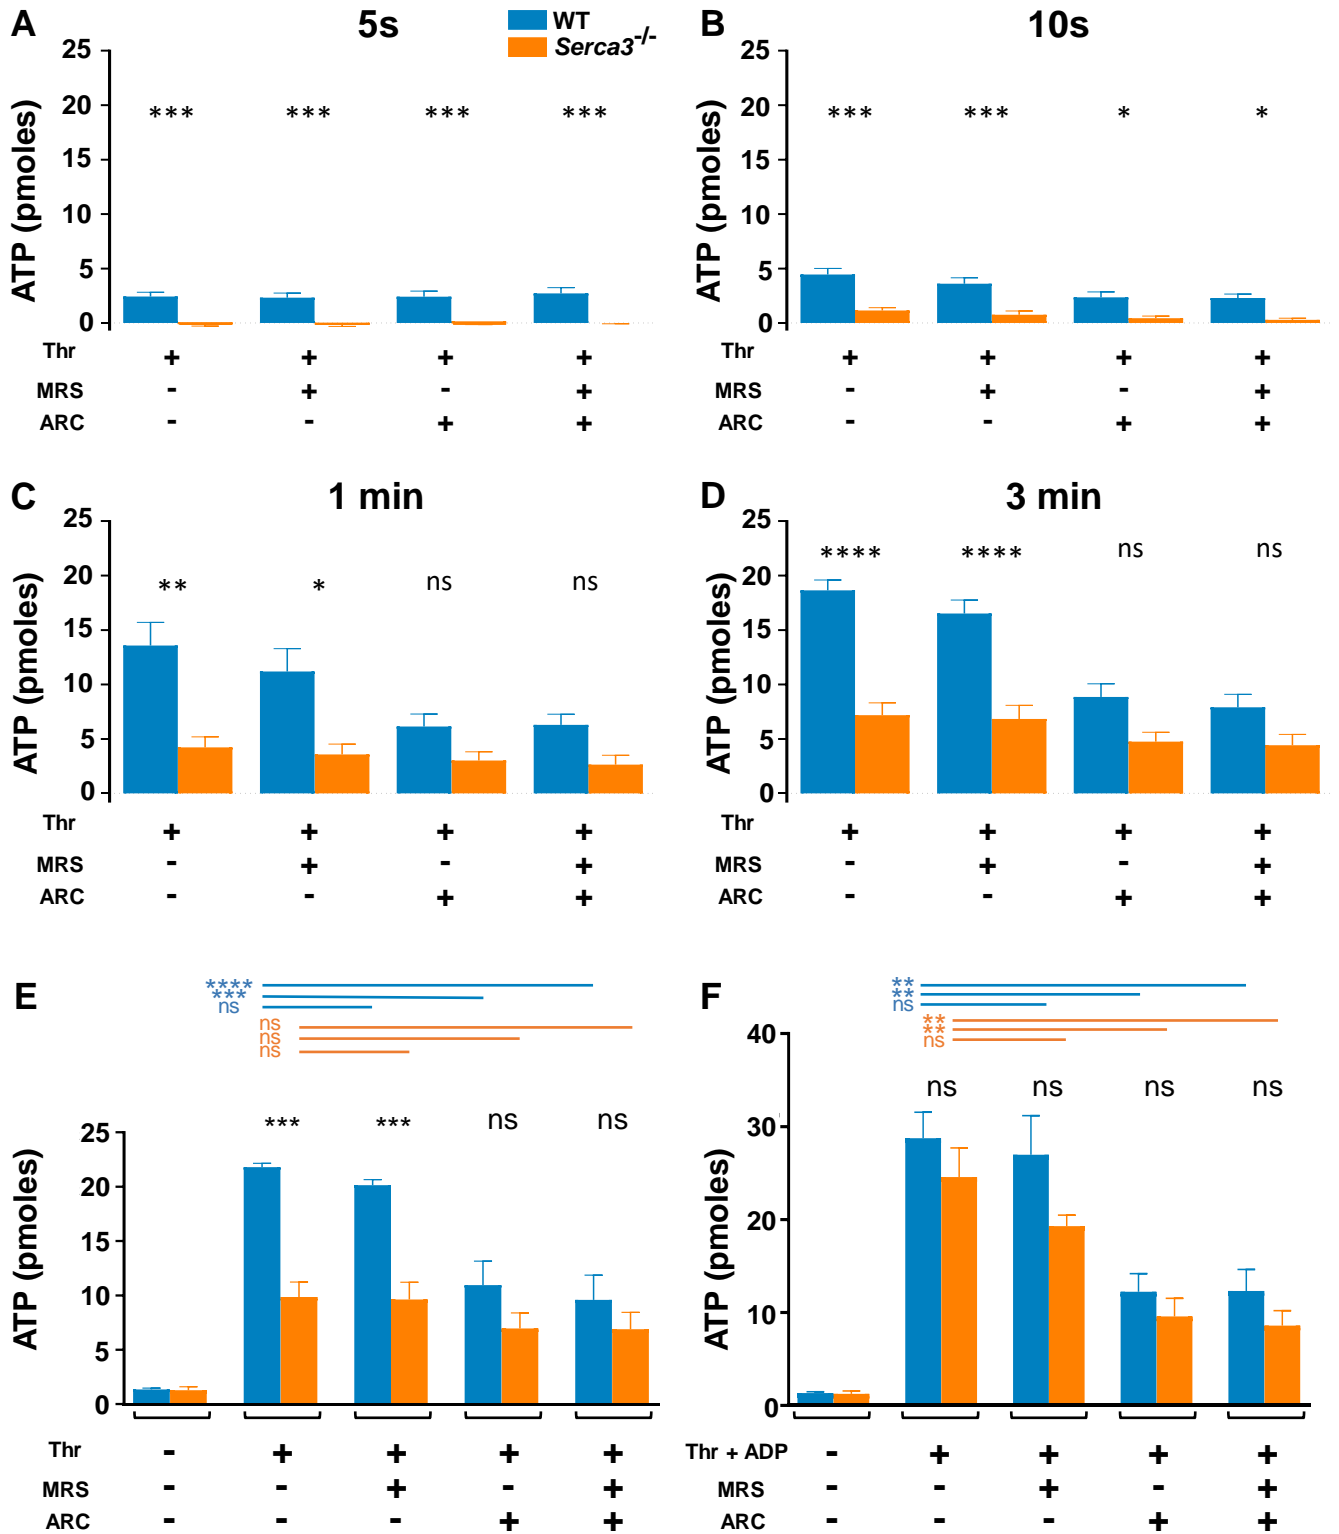 A 5s
WT
Serca3-/-
B 10s
25
20
15
10
5
0
ATP (pmoles)
*** *** *** ***
Thr + + + +
MRS - + - +
ARC - - + +
25
20
15
10
5
0
ATP (pmoles)
*** *** * *
+ + + +
- + - +
- - + +
C 1 min
25
20
15
10
5
0
ATP (pmoles)
** * ns ns
Thr + + + +
MRS - + - +
ARC - - + +
D 3 min
25
20
15
10
5
0
ATP (pmoles)
**** **** ns ns
Thr + + + +
MRS - + - +
ARC - - + +
E
****
***
ns
ns
ns
ns
*** *** ns ns
25
20
15
10
5
0
ATP (pmoles)
Thr - + + + +
MRS - - + - +
ARC - - - + +
F
**
**
ns
**
**
ns
ns ns ns ns
40
30
20
10
0
ATP (pmoles)
Thr + ADP - + + + +
MRS - - + - +
ARC - - - + +